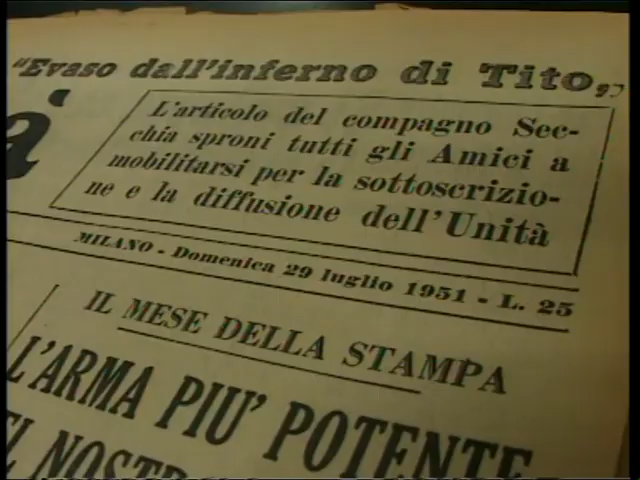 "Evaso dall'inferno di Tito,,
à
L'articolo del compagno Sec-
chia sproni tutti gli Amici a
mobilitarsi per la sottoscrizio-
ne e la diffusione dell'Unità
MILANO - Domenica 29 luglio 1951 - L. 25
IL MESE DELLA STAMPA
L'ARMA PIU' POTENTE